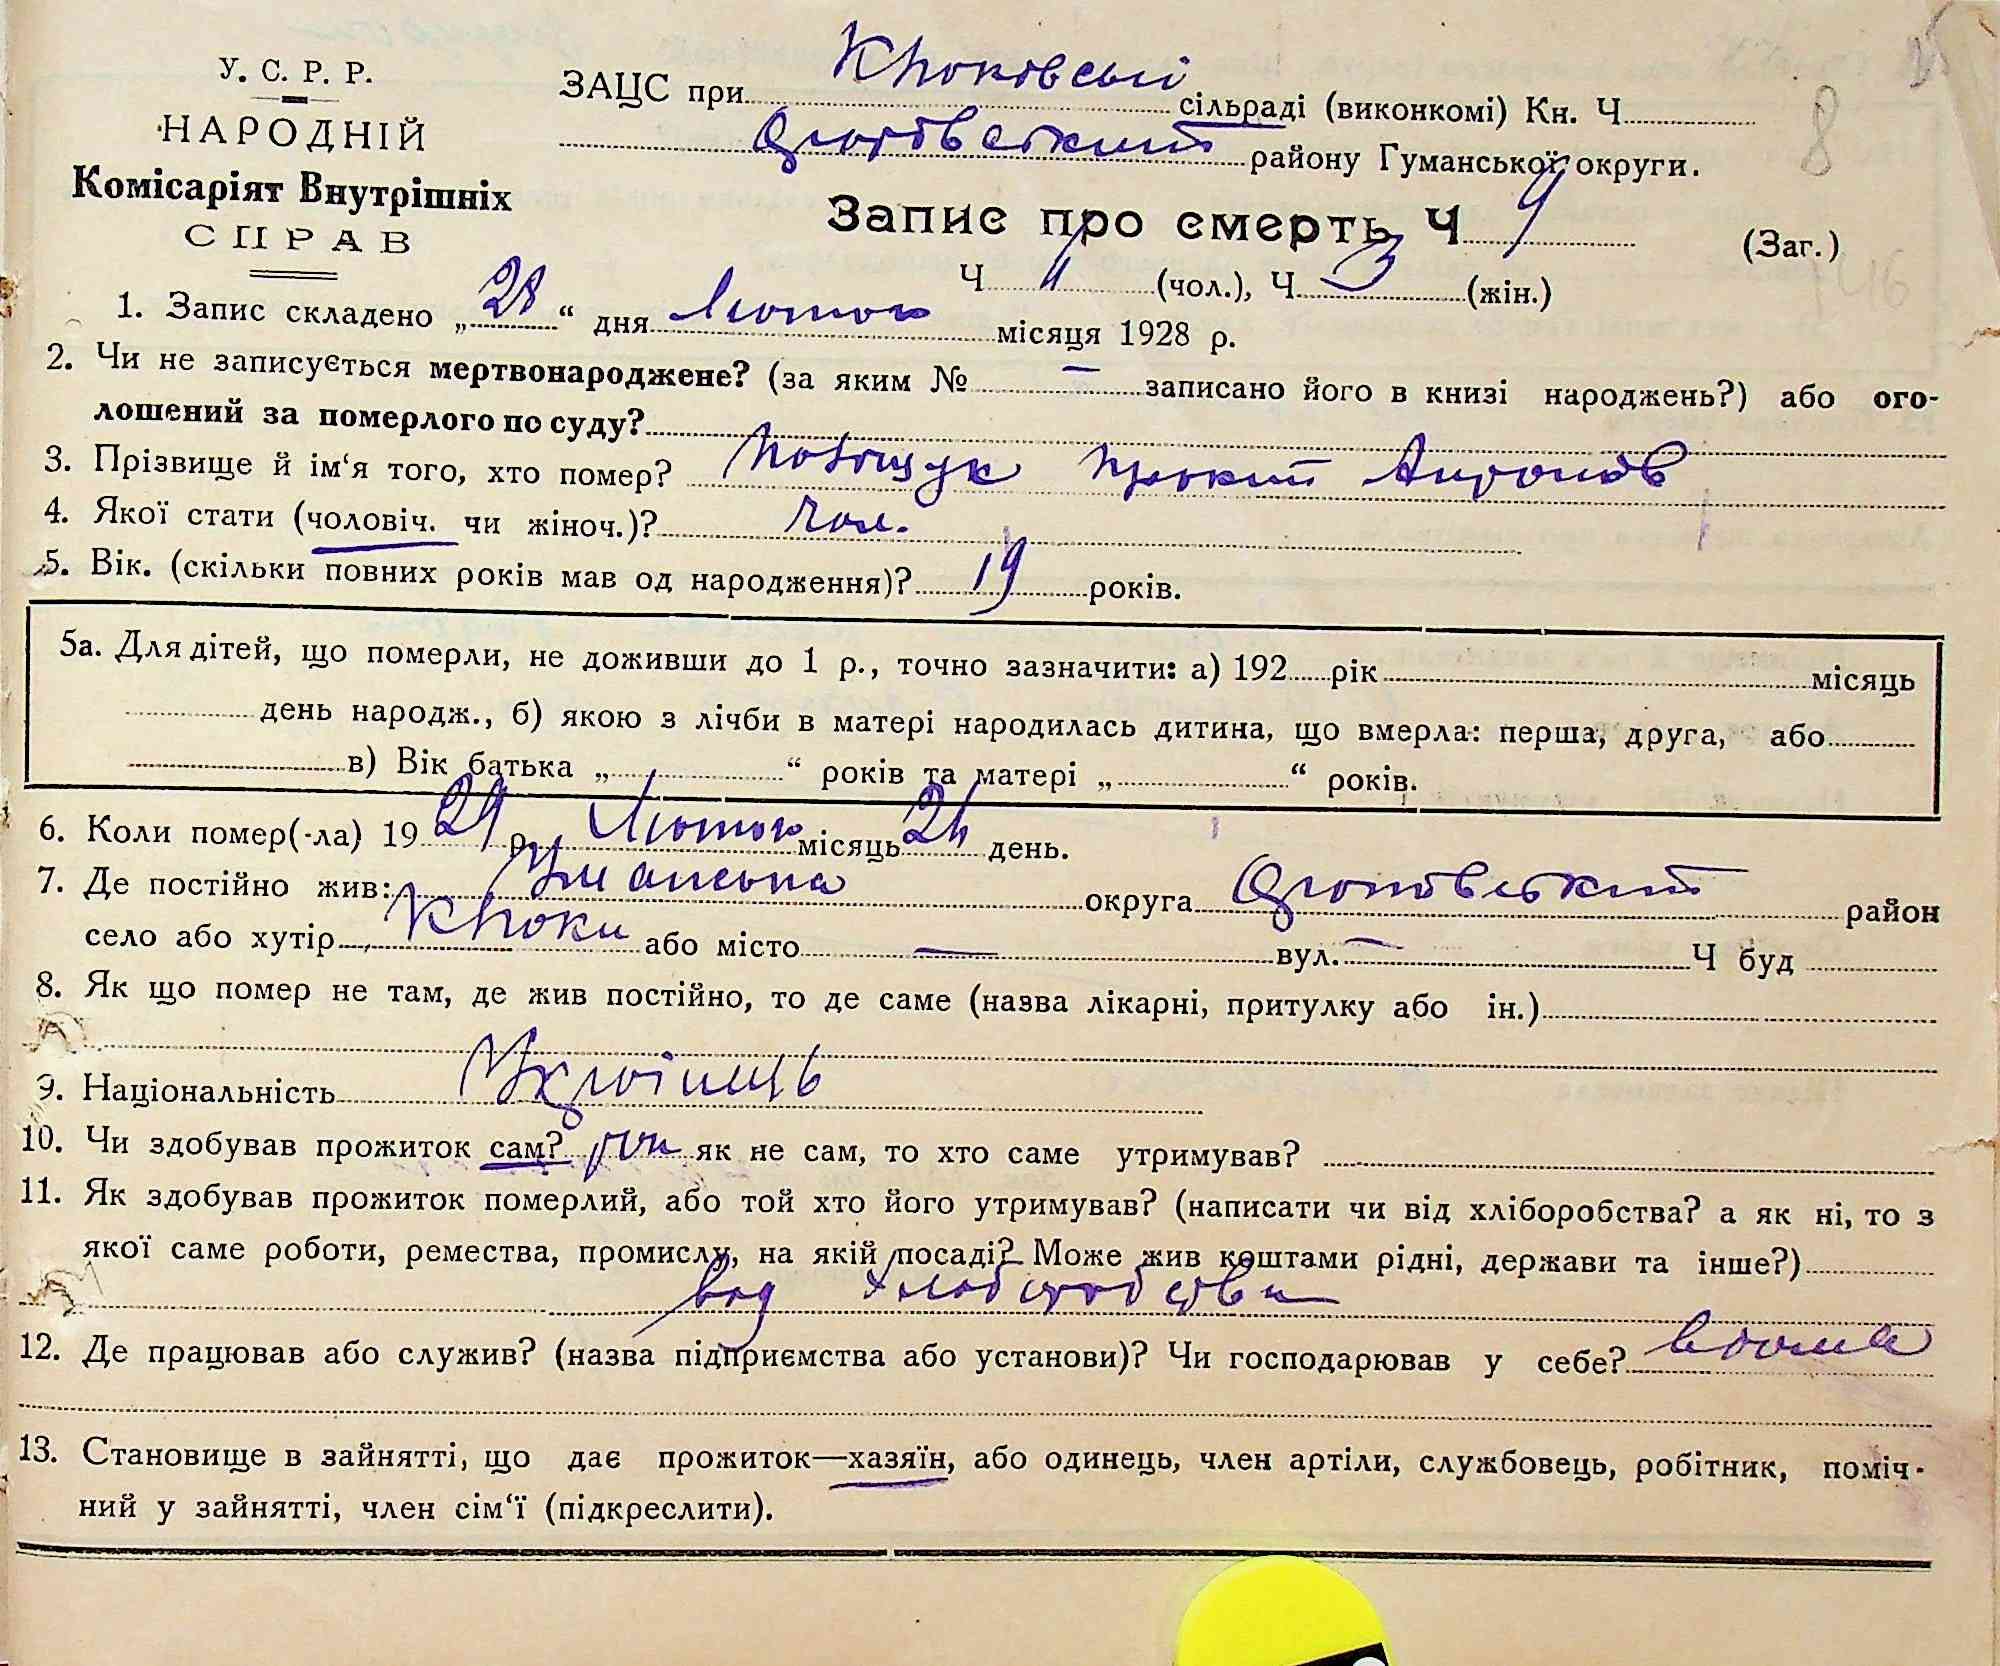 У. С. Р. Р.
НАРОДНІЙ
Комісаріят Внутрішніх
СПРАВ
ЗАЦС при сільраді (виконкомі) Кн. Ч
8
району Гуманської округи.
Запис про смерть Ч 9 (Заг.)
Ч (чол.), Ч 3 (жін.)
1. Запис складено „28“ дня Лютого місяця 1928 р.
2. Чи не записується мертвонароджене? (за яким № — записано його в книзі народжень?) або ого-
лошений за померлого по суду?
3. Прізвище й ім‘я того, хто помер?
4. Якої стати (чоловіч. чи жіноч.)? чол.
5. Вік. (скільки повних років мав од народження)? 19 років.
5а. Для дітей, що померли, не доживши до 1 р., точно зазначити: а) 192 рік місяць
день народж., б) якою з лічби в матері народилась дитина, що вмерла: перша, друга, або
в) Вік батька „ “ років та матері „ “ років.
6. Коли помер(-ла) 1929 р. Лютого місяць день.
7. Де постійно жив: Уманська округа район
село або хутір або місто — вул. — Ч буд
8. Як що помер не там, де жив постійно, то де саме (назва лікарні, притулку або ін.)
9. Національність Українець
10. Чи здобував прожиток сам? як не сам, то хто саме утримував?
11. Як здобував прожиток померлий, або той хто його утримував? (написати чи від хліборобства? а як ні, то з
якої саме роботи, ремества, промислу, на якій посаді? Може жив коштами рідні, держави та інше?)
вод хлаборобства
12. Де працював або служив? (назва підприємства або установи)? Чи господарював у себе? вдома
13. Становище в зайнятті, що дає прожиток—хазяїн, або одинець, член артіли, службовець, робітник, поміч-
ний у зайнятті, член сім‘ї (підкреслити).